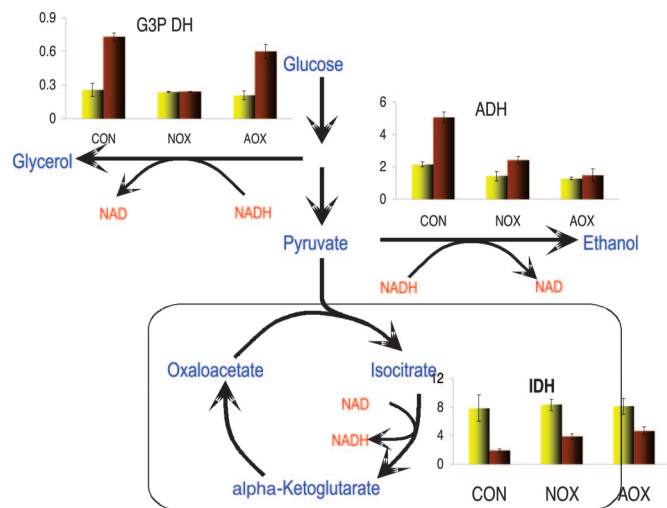 G3P DH
0.9
0.6
0.3
0
CON NOX AOX
Glucose
ADH
6
4
2
0
CON NOX AOX
Glycerol
NAD NADH
Pyruvate
Ethanol
NADH NAD
Oxaloacetate
Isocitrate
NAD
NADH
alpha-Ketoglutarate
IDH
12
8
4
0
CON NOX AOX